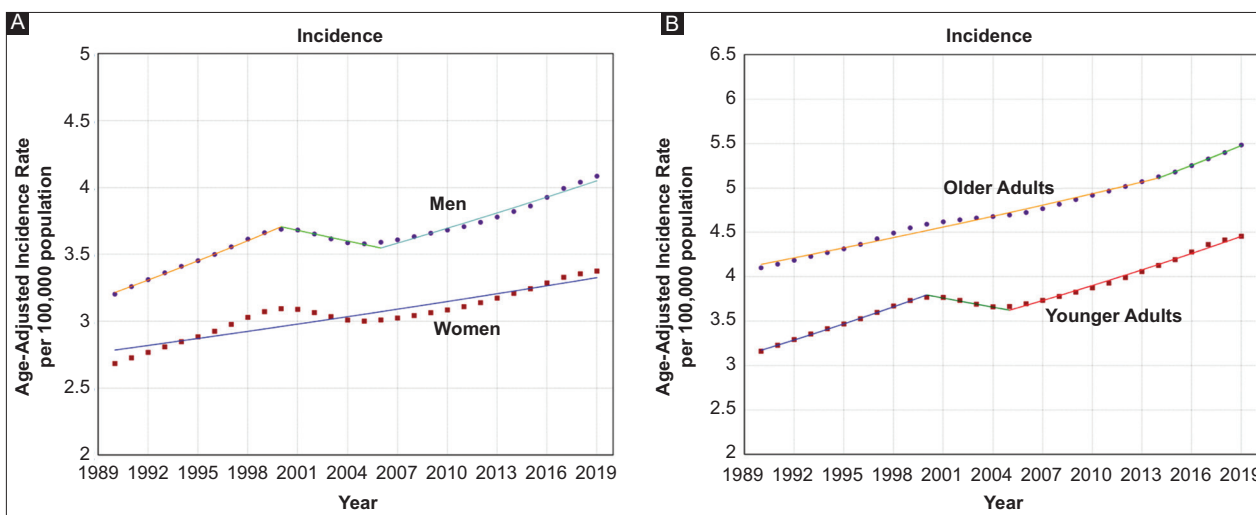 A
Incidence
Age-Adjusted Incidence Rate
per 100,000 population
5
4.5
4
3.5
3
2.5
2
Men
Women
1989 1992 1995 1998 2001 2004 2007 2010 2013 2016 2019
Year
B
Incidence
Age-Adjusted Incidence Rate
per 100,000 population
6.5
6
5.5
5
4.5
4
3.5
3
2.5
2
Older Adults
Younger Adults
1989 1992 1995 1998 2001 2004 2007 2010 2013 2016 2019
Year